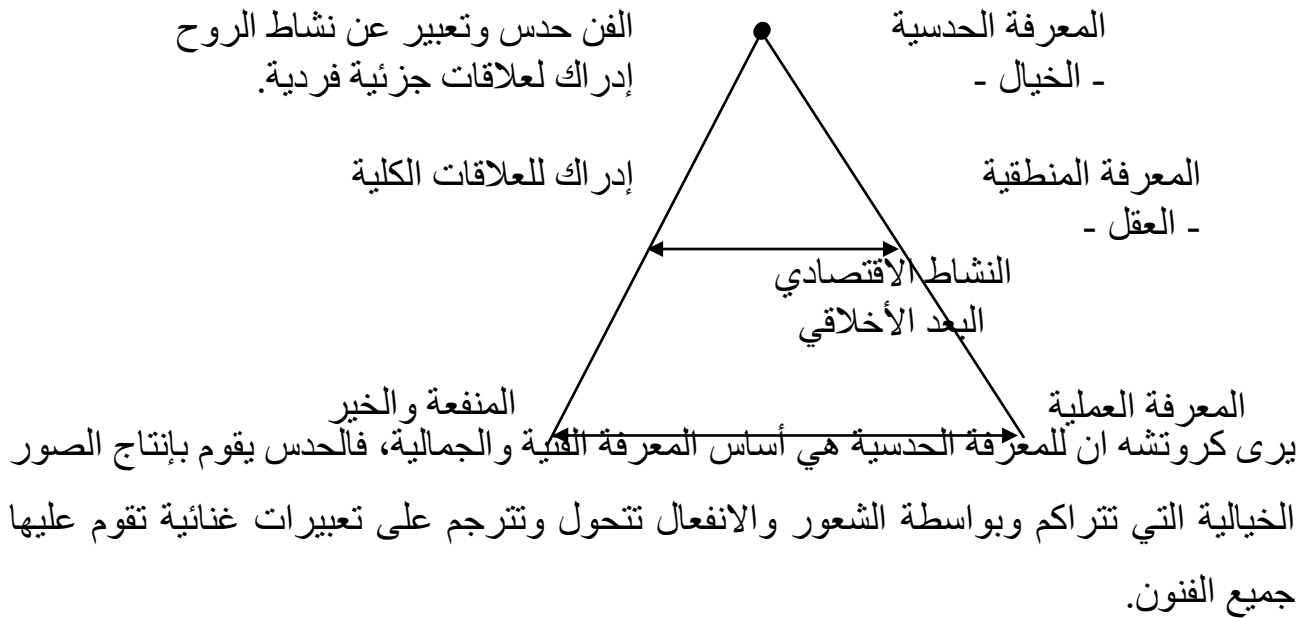 المعرفة الحدسية
- الخيال -
الفن حدس وتعبير عن نشاط الروح
إدراك لعلاقات جزئية فردية.
المعرفة المنطقية
- العقل -
إدراك للعلاقات الكلية
النشاط الاقتصادي
البعد الأخلاقي
المعرفة العملية
المنفعة والخير
يرى كروتشه ان للمعرفة الحدسية هي أساس المعرفة الفنية والجمالية، فالحدس يقوم بإنتاج الصور
الخيالية التي تتراكم وبواسطة الشعور والانفعال تتحول وتترجم على تعبيرات غنائية تقوم عليها
جميع الفنون.